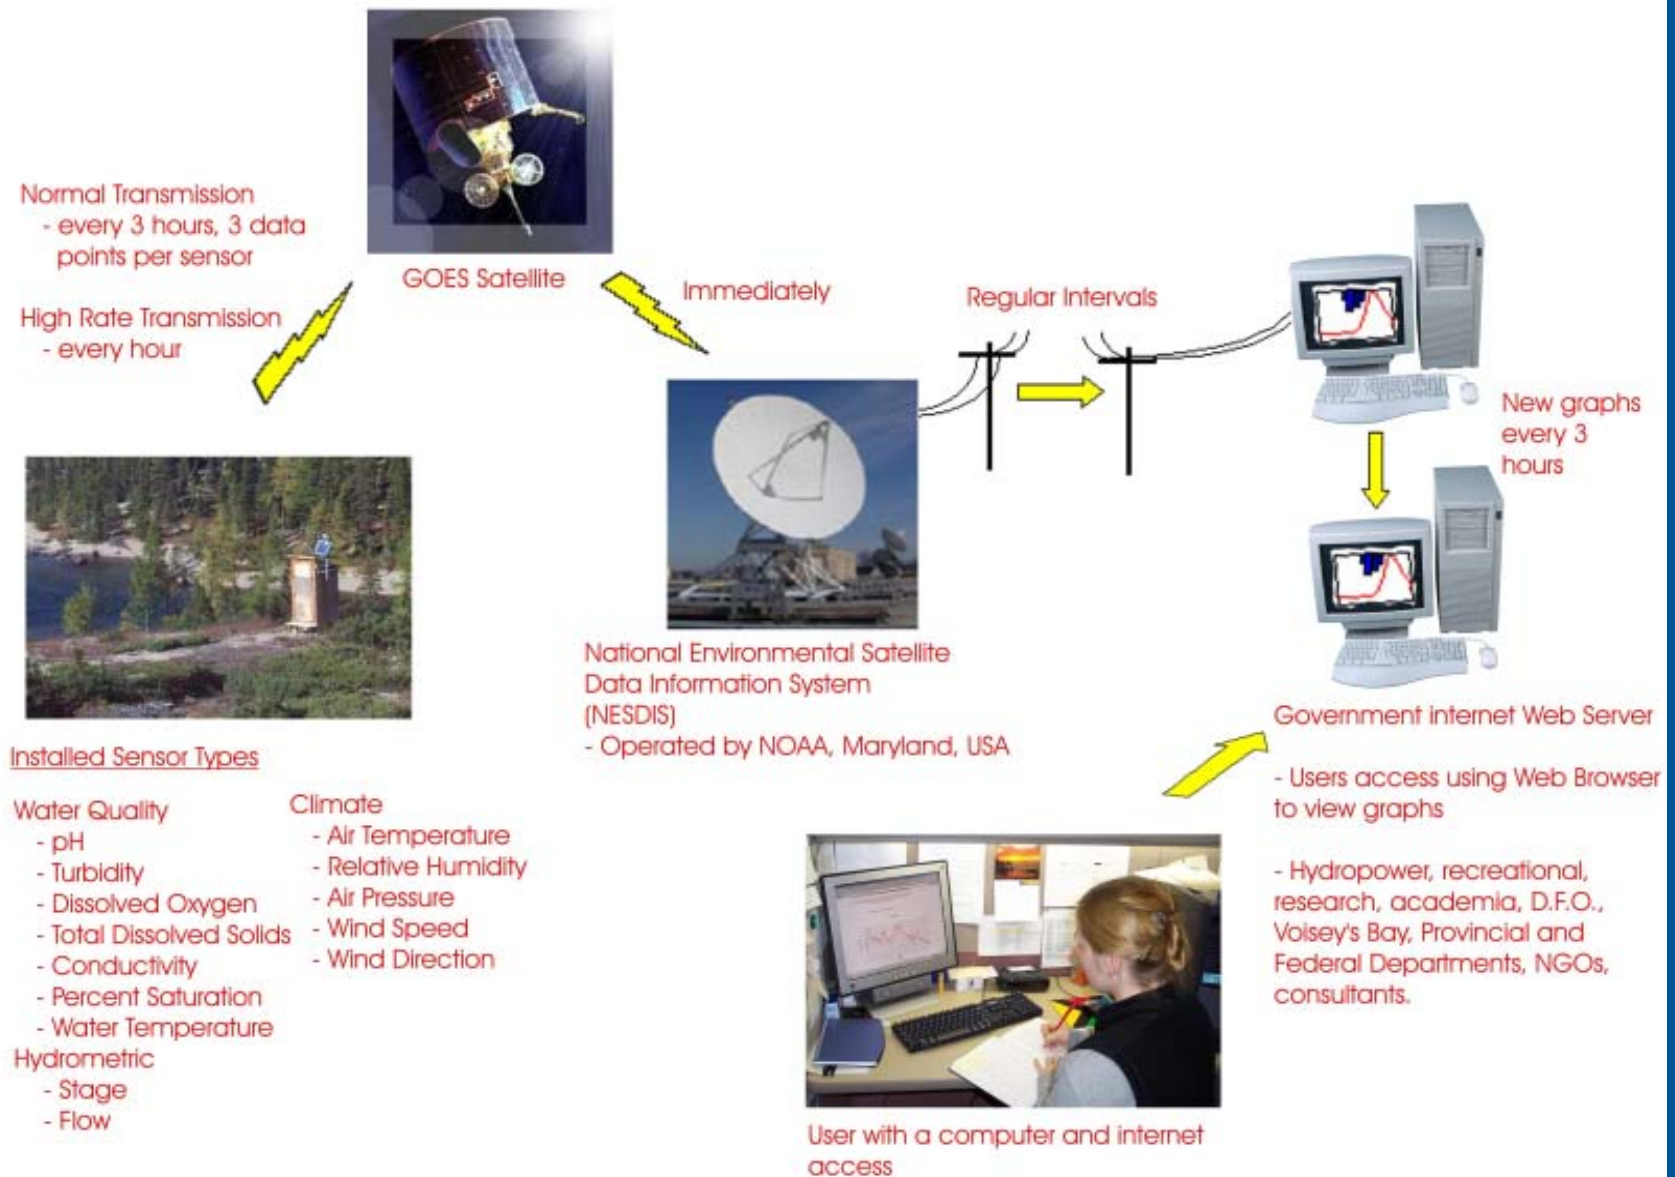 Normal Transmission
- every 3 hours, 3 data
points per sensor
High Rate Transmission
- every hour
GOES Satellite
Immediately
Regular Intervals
New graphs
every 3
hours
National Environmental Satellite
Data Information System
(NESDIS)
- Operated by NOAA, Maryland, USA
Installed Sensor Types
Water Quality
- pH
- Turbidity
- Dissolved Oxygen
- Total Dissolved Solids
- Conductivity
- Percent Saturation
- Water Temperature
Hydrometric
- Stage
- Flow
Climate
- Air Temperature
- Relative Humidity
- Air Pressure
- Wind Speed
- Wind Direction
Government internet Web Server
- Users access using Web Browser
to view graphs
- Hydropower, recreational,
research, academia, D.F.O.,
Voisey's Bay, Provincial and
Federal Departments, NGOs,
consultants.
User with a computer and internet
access